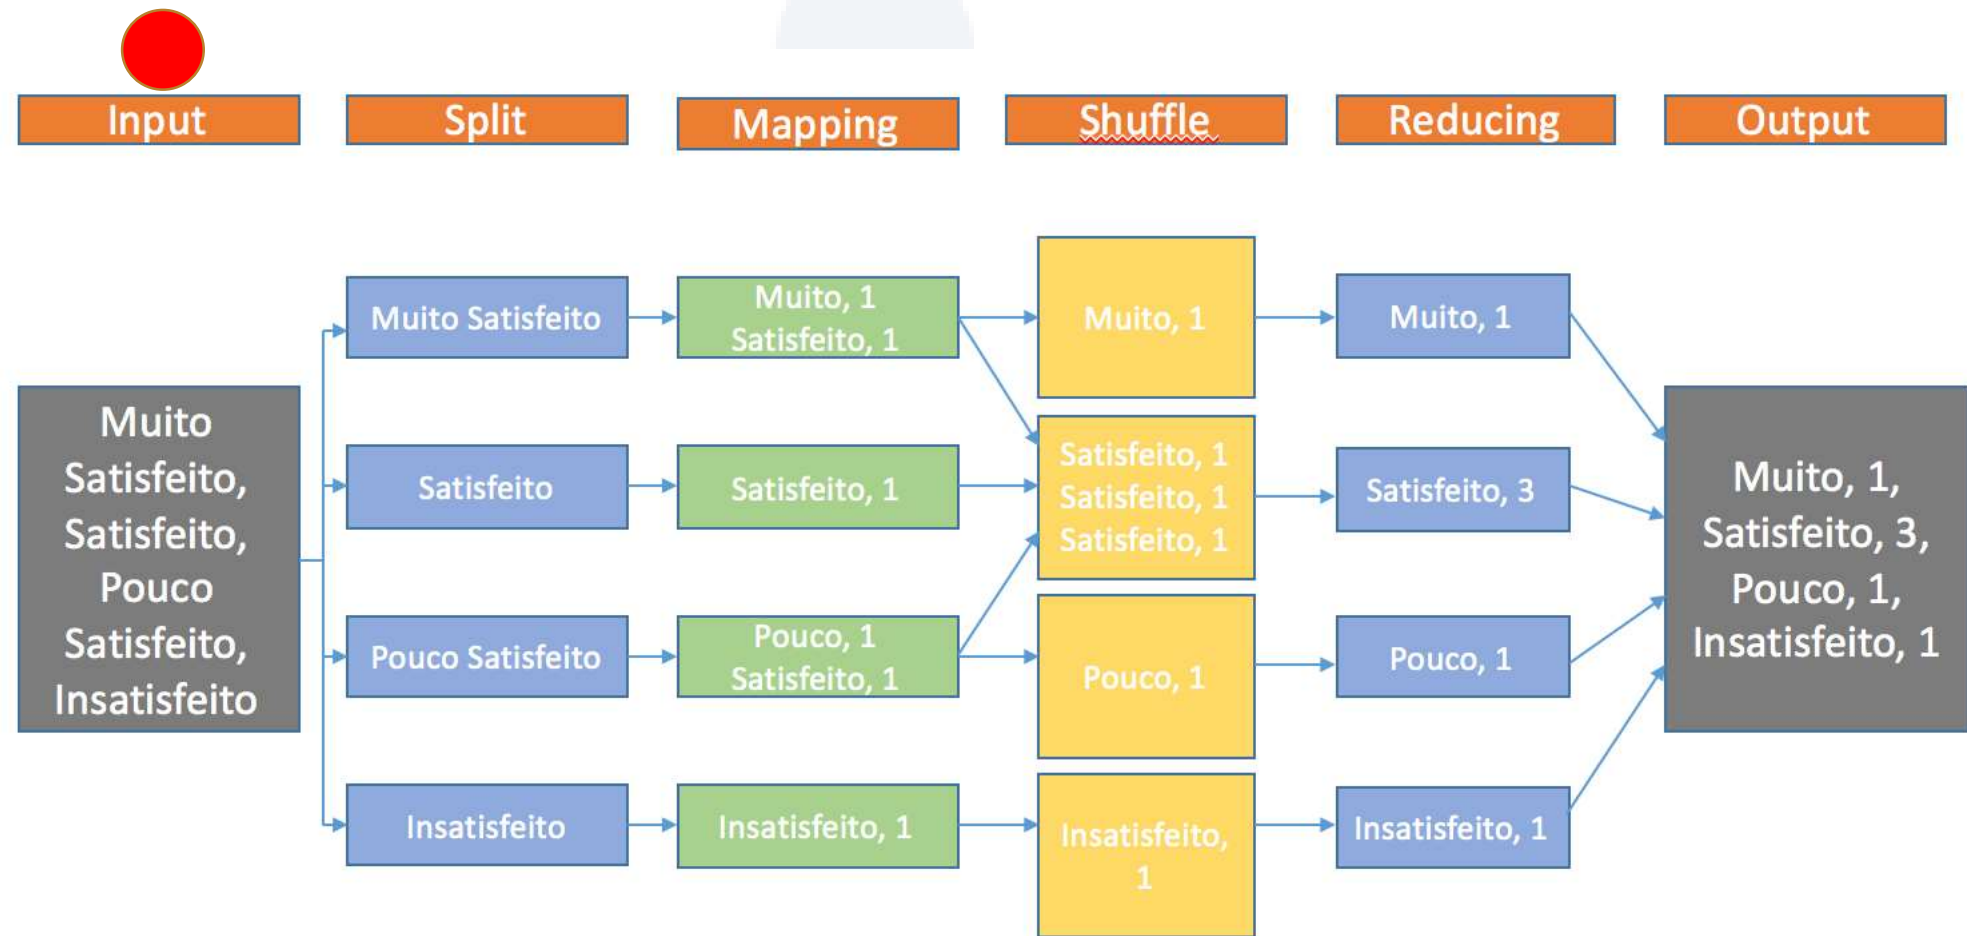 Input
Split
Mapping
Shuffle
Reducing
Output
Muito
Satisfeito,
Satisfeito,
Pouco
Satisfeito,
Insatisfeito
Muito Satisfeito
Satisfeito
Pouco Satisfeito
Insatisfeito
Muito, 1
Satisfeito, 1
Satisfeito, 1
Pouco, 1
Satisfeito, 1
Insatisfeito, 1
Muito, 1
Satisfeito, 1
Satisfeito, 1
Satisfeito, 1
Pouco, 1
Insatisfeito,
1
Muito, 1
Satisfeito, 3
Pouco, 1
Insatisfeito, 1
Muito, 1,
Satisfeito, 3,
Pouco, 1,
Insatisfeito, 1